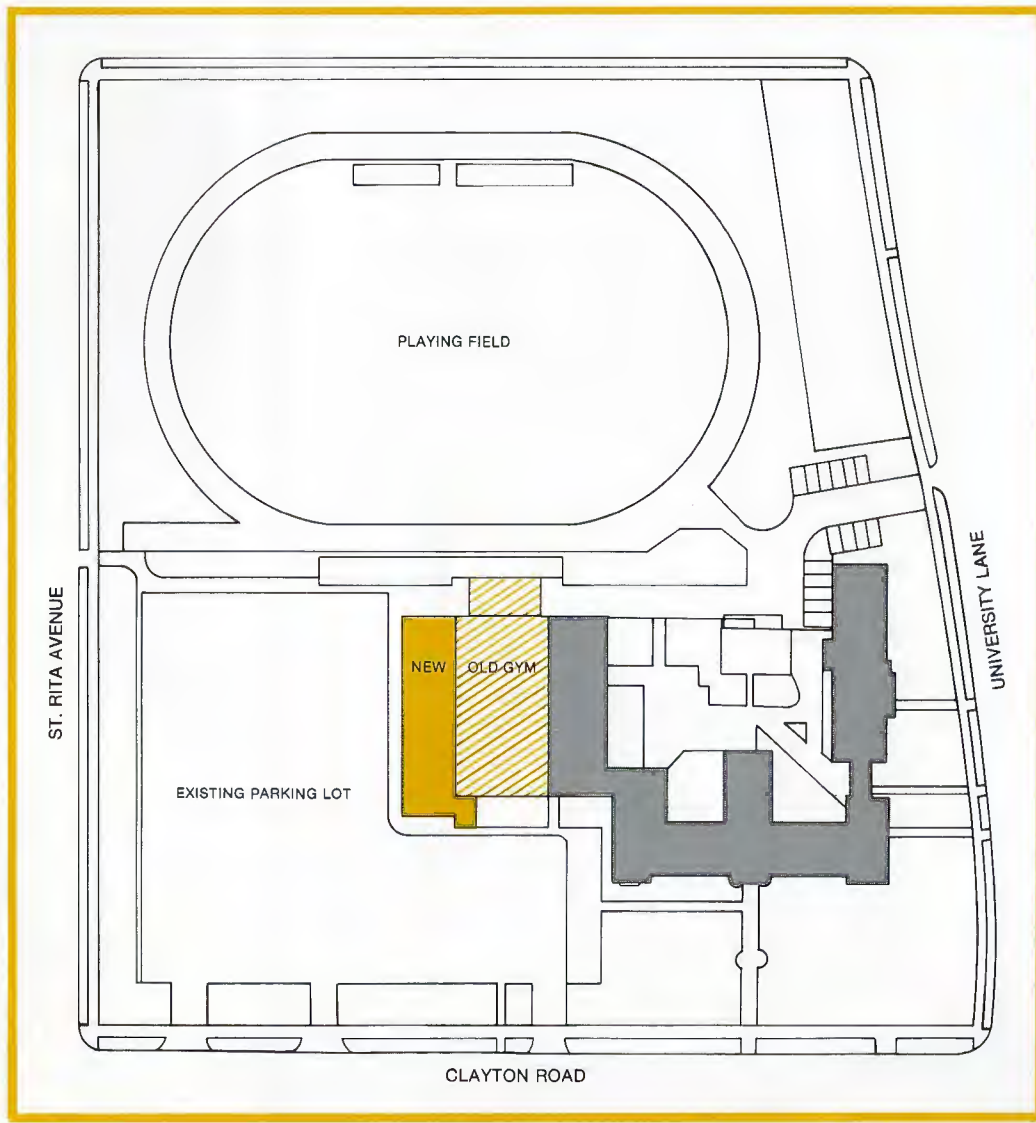 PLAYING FIELD
ST. RITA AVENUE
UNIVERSITY LANE
NEW
OLD GYM
EXISTING PARKING LOT
CLAYTON ROAD